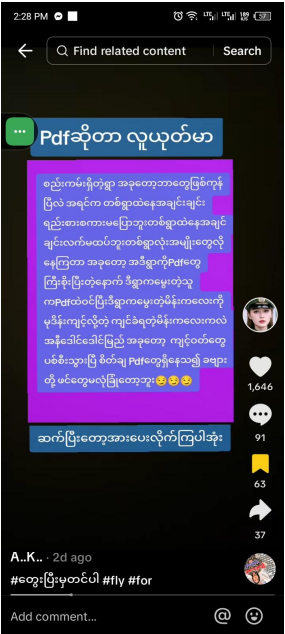 2:28 PM
Find related content
Search
Pdfဆိုတာ လူယုတ်မာ
စည်းကမ်းရှိတဲ့ရွာ အခုတော့ဘာတွေဖြစ်ကုန်
ပြီလဲ အရင်က တစ်ရွာထဲနေအချင်းချင်း
ရည်းစားစကားမပြောဘူးတစ်ရွာထဲနေအချင်
ချင်းလက်မထပ်ဘူးတစ်ရွာလုံးအမျိုးတွေလို
နေကြတာ အခုတော့ အဒီရွာကိုPdfတွေ
ကြီးစိုးပြီးတဲ့နောက် ဒီရွာကမွေးတဲ့သူ
ကPdfထဲဝင်ပြီးဒီရွာကမွေးတဲ့မိန်းကလေးကို
မုဒိန်းကျင့်လို့တဲ့ ကျင်ခံရတဲ့မိန်းကလေးကလဲ
အနီဒေါင်ဒေါင်မြည် အခုတော့ ကျင့်ဝတ်တွေ
ပစ်စီးသွားပြီ စိတ်ချ Pdfတွေရှိနေသ၍ ခဗျား
တို့ ဖင်တွေမလုံခြုံတော့ဘူး😏😏😏
ဆက်ပြီးတော့အားပေးလိုက်ကြပါအုံး
1,646
91
63
37
A..K.. · 2d ago
#တွေးပြီးမှတင်ပါ #fly #for
Add comment...